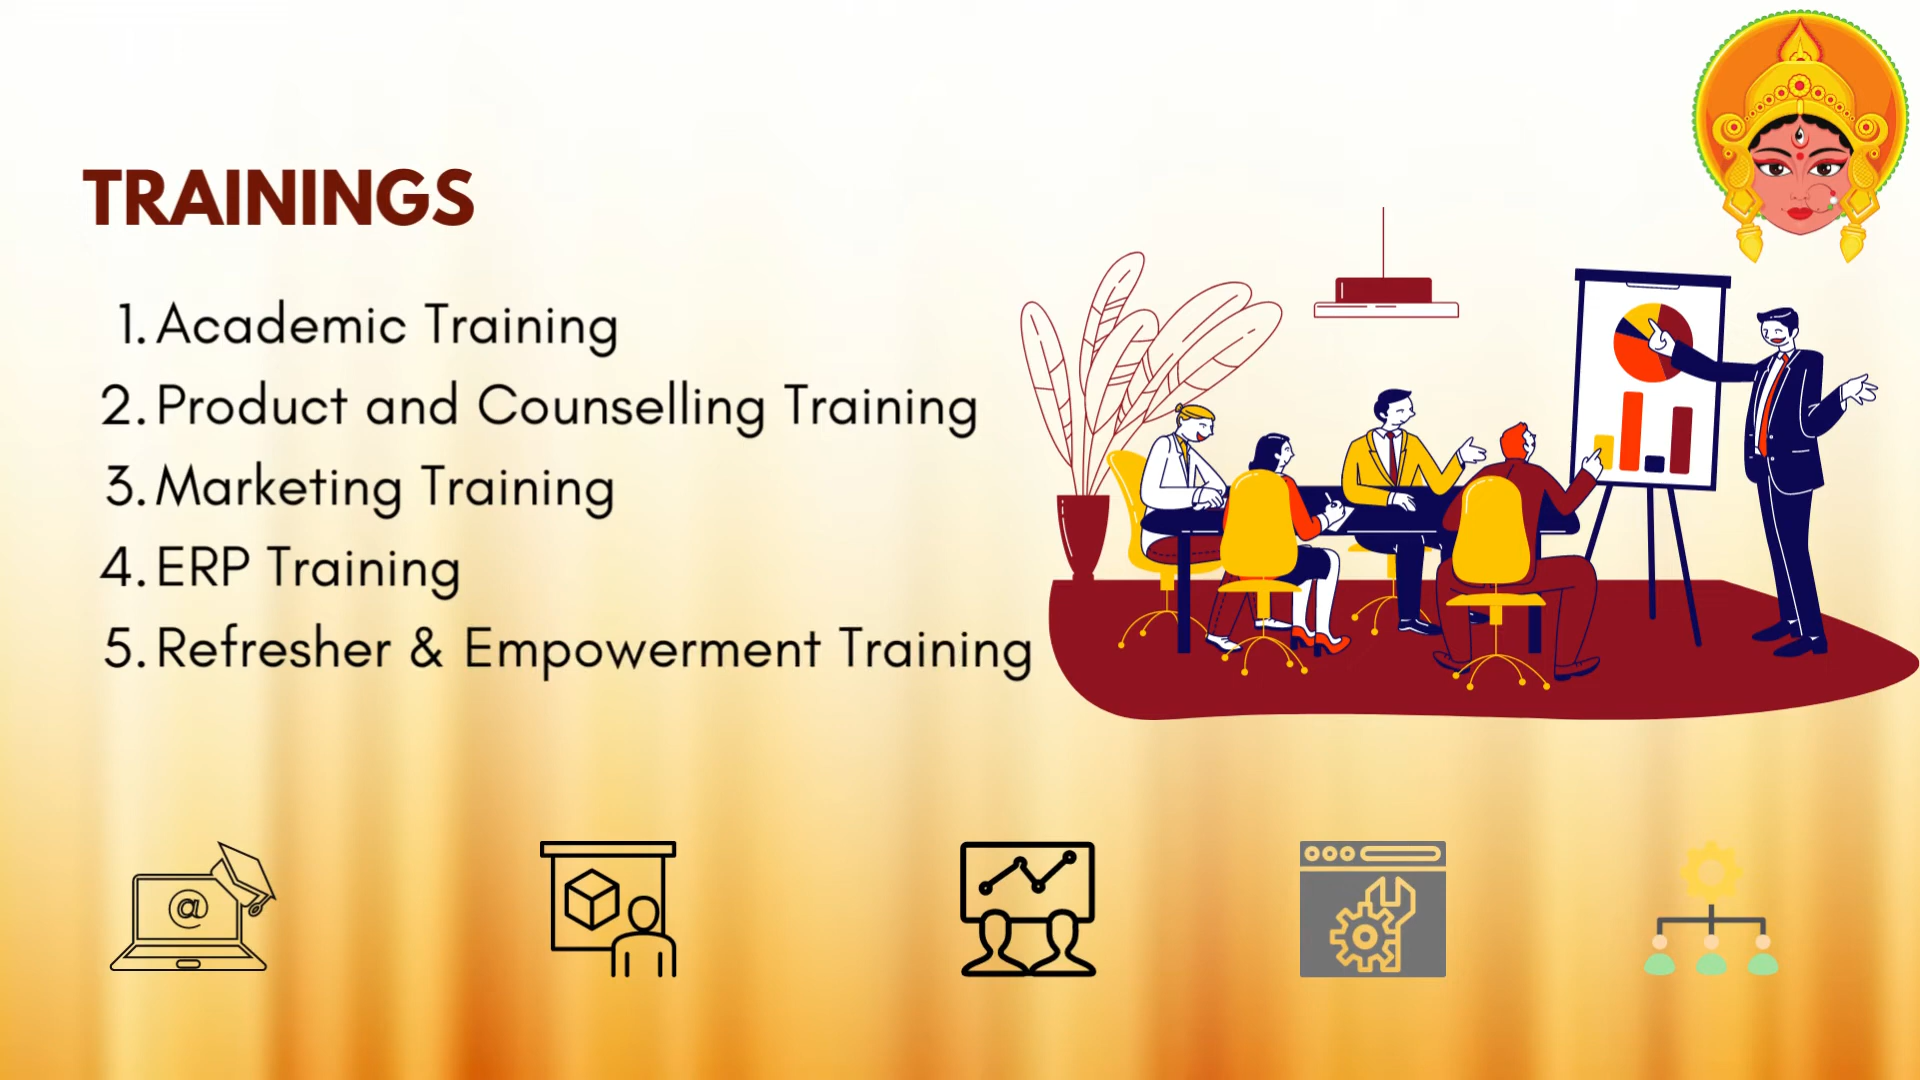 TRAININGS
1. Academic Training
2. Product and Counselling Training
3. Marketing Training
4. ERP Training
5. Refresher & Empowerment Training
@